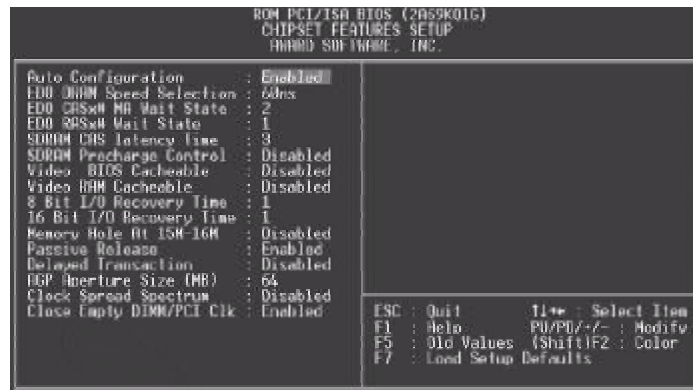 ROM PCI/ISA BIOS (2A69K01G)
CHIPSET FEATURES SETUP
AWARD SOFTWARE, INC.
Auto Configuration : Enabled
EDO DRAM Speed Selection : 60ns
EDO CASx# MA Wait State : 2
EDO RASx# Wait State : 1
SDRAM CAS latency Time : 3
SDRAM Precharge Control : Disabled
Video BIOS Cacheable : Disabled
Video RAM Cacheable : Disabled
8 Bit I/O Recovery Time : 1
16 Bit I/O Recovery Time : 1
Memory Hole At 15M-16M : Disabled
Passive Release : Enabled
Delayed Transaction : Disabled
AGP Aperture Size (MB) : 64
Clock Spread Spectrum : Disabled
Close Empty DIMM/PCI Clk : Enabled
ESC : Quit ↑↓→← : Select Item
F1 : Help PU/PD/+/- : Modify
F5 : Old Values (Shift)F2 : Color
F7 : Load Setup Defaults